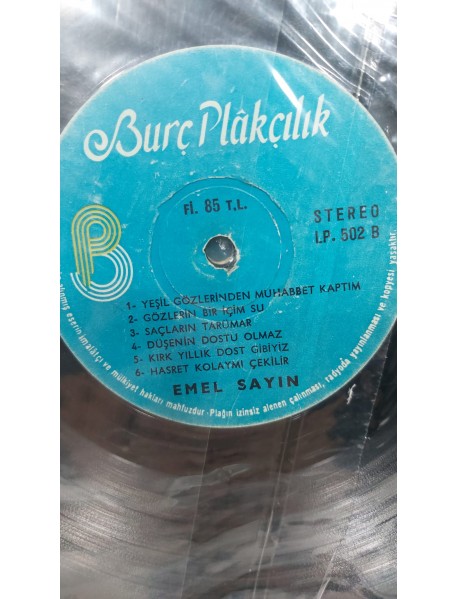 Burç Plâkçılık
Fİ. 85 T.L.
STEREO
LP. 502 B
1- YEŞİL GÖZLERİNDEN MUHABBET KAPTIM
2- GÖZLERİN BİR İÇİM SU
3- SAÇLARIN TARUMAR
4- DÜŞENİN DOSTU OLMAZ
5- KIRK YILLIK DOST GİBİYİZ
6- HASRET KOLAYMI ÇEKİLİR
EMEL SAYIN
eserin imalâtçı ve mülkiyet hakları mahfuzdur - Plağın izinsiz alenen çalınması, radyoda yayınlanması ve kopyesi yasaktır.